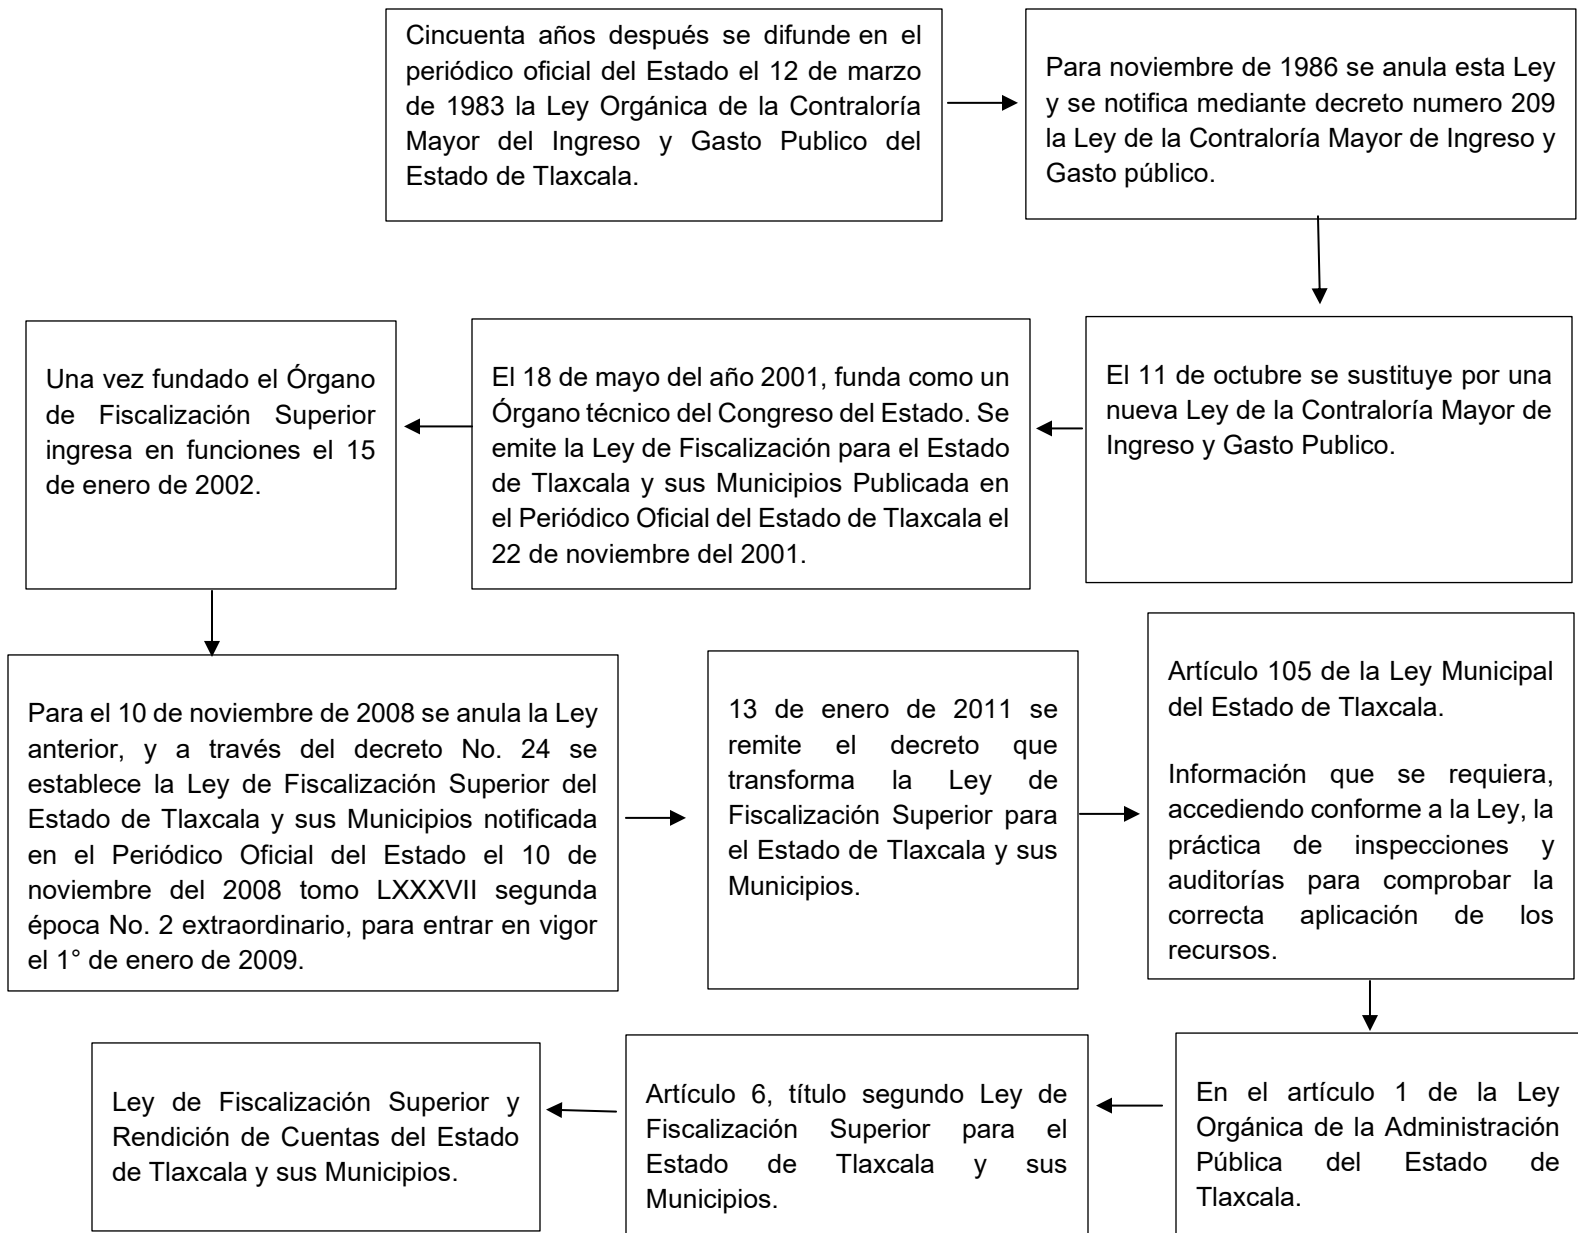 Cincuenta años después se difunde en el
periódico oficial del Estado el 12 de marzo
de 1983 la Ley Orgánica de la Contraloría
Mayor del Ingreso y Gasto Publico del
Estado de Tlaxcala.
Para noviembre de 1986 se anula esta Ley
y se notifica mediante decreto numero 209
la Ley de la Contraloría Mayor de Ingreso y
Gasto público.
El 11 de octubre se sustituye por una
nueva Ley de la Contraloría Mayor de
Ingreso y Gasto Publico.
El 18 de mayo del año 2001, funda como un
Órgano técnico del Congreso del Estado. Se
emite la Ley de Fiscalización para el Estado
de Tlaxcala y sus Municipios Publicada en
el Periódico Oficial del Estado de Tlaxcala el
22 de noviembre del 2001.
Una vez fundado el Órgano
de Fiscalización Superior
ingresa en funciones el 15
de enero de 2002.
Para el 10 de noviembre de 2008 se anula la Ley
anterior, y a través del decreto No. 24 se
establece la Ley de Fiscalización Superior del
Estado de Tlaxcala y sus Municipios notificada
en el Periódico Oficial del Estado el 10 de
noviembre del 2008 tomo LXXXVII segunda
época No. 2 extraordinario, para entrar en vigor
el 1° de enero de 2009.
13 de enero de 2011 se
remite el decreto que
transforma la Ley de
Fiscalización Superior para
el Estado de Tlaxcala y sus
Municipios.
Artículo 105 de la Ley Municipal
del Estado de Tlaxcala.
Información que se requiera,
accediendo conforme a la Ley, la
práctica de inspecciones y
auditorías para comprobar la
correcta aplicación de los
recursos.
En el artículo 1 de la Ley
Orgánica de la Administración
Pública del Estado de
Tlaxcala.
Artículo 6, título segundo Ley de
Fiscalización Superior para el
Estado de Tlaxcala y sus
Municipios.
Ley de Fiscalización Superior y
Rendición de Cuentas del Estado
de Tlaxcala y sus Municipios.